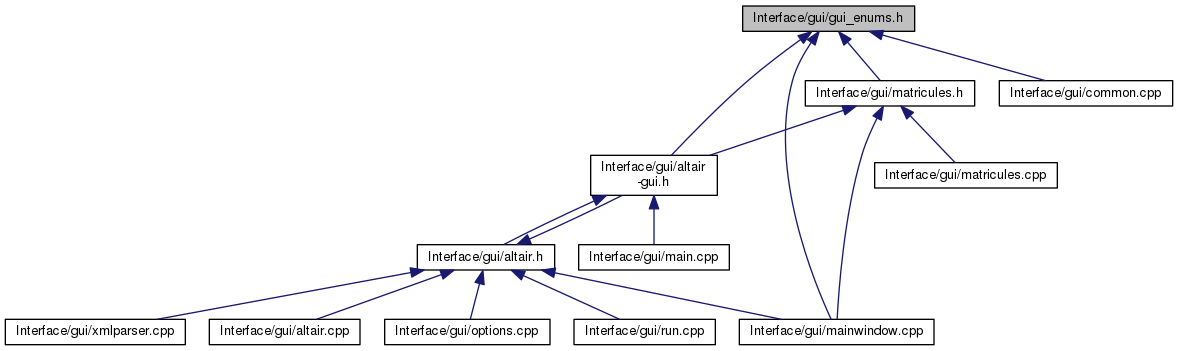 Interface/gui/gui_enums.h
Interface/gui/matricules.h
Interface/gui/common.cpp
Interface/gui/altair
-gui.h
Interface/gui/matricules.cpp
Interface/gui/altair.h
Interface/gui/main.cpp
Interface/gui/xmlparser.cpp
Interface/gui/altair.cpp
Interface/gui/options.cpp
Interface/gui/run.cpp
Interface/gui/mainwindow.cpp